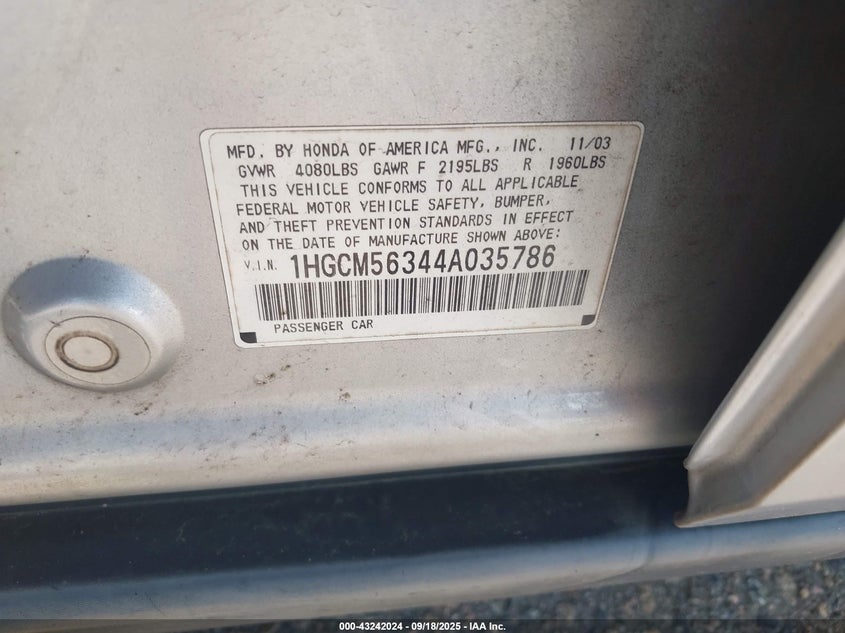 MFD. BY HONDA OF AMERICA MFG., INC. 11/03
GVWR 4080LBS GAWR F 2195LBS R 1960LBS
THIS VEHICLE CONFORMS TO ALL APPLICABLE
FEDERAL MOTOR VEHICLE SAFETY, BUMPER,
AND THEFT PREVENTION STANDARDS IN EFFECT
ON THE DATE OF MANUFACTURE SHOWN ABOVE:
V.I.N. 1HGCM56344A035786
PASSENGER CAR
000-43242024 - 09/18/2025 - IAA Inc.